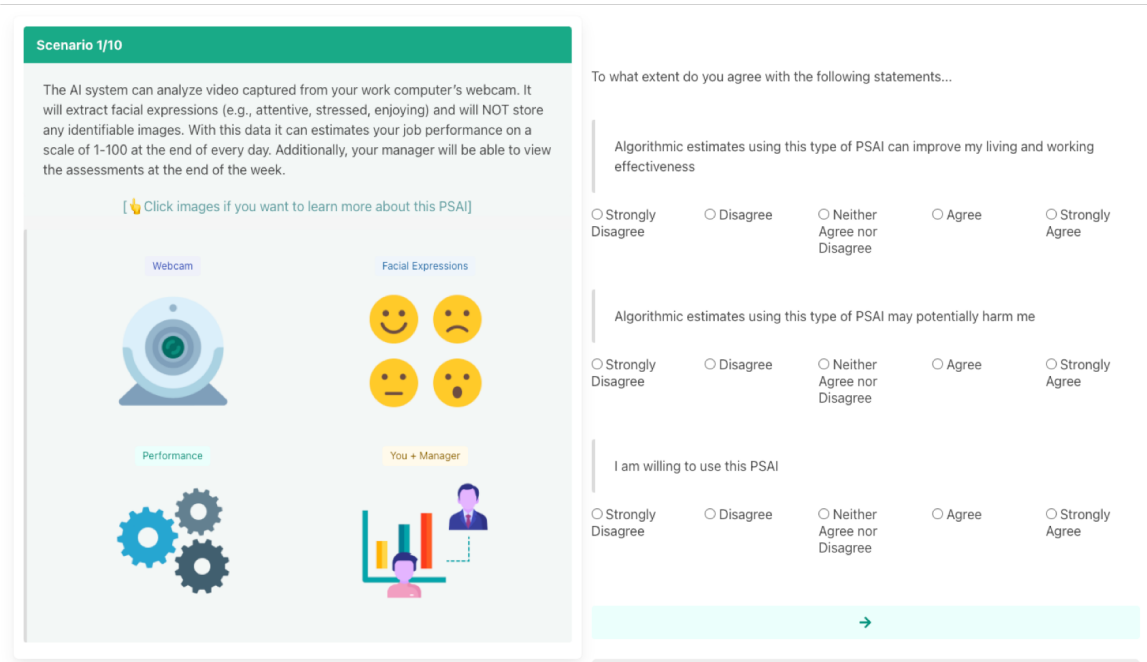 Scenario 1/10
The AI system can analyze video captured from your work computer's webcam. It
will extract facial expressions (e.g., attentive, stressed, enjoying) and will NOT store
any identifiable images. With this data it can estimates your job performance on a
scale of 1-100 at the end of every day. Additionally, your manager will be able to view
the assessments at the end of the week.
[👆Click images if you want to learn more about this PSAI]
Webcam
Facial Expressions
Performance
You + Manager
To what extent do you agree with the following statements...
Algorithmic estimates using this type of PSAI can improve my living and working
effectiveness
Strongly
Disagree
Disagree
Neither
Agree nor
Disagree
Agree
Strongly
Agree
Algorithmic estimates using this type of PSAI may potentially harm me
Strongly
Disagree
Disagree
Neither
Agree nor
Disagree
Agree
Strongly
Agree
I am willing to use this PSAI
Strongly
Disagree
Disagree
Neither
Agree nor
Disagree
Agree
Strongly
Agree
→